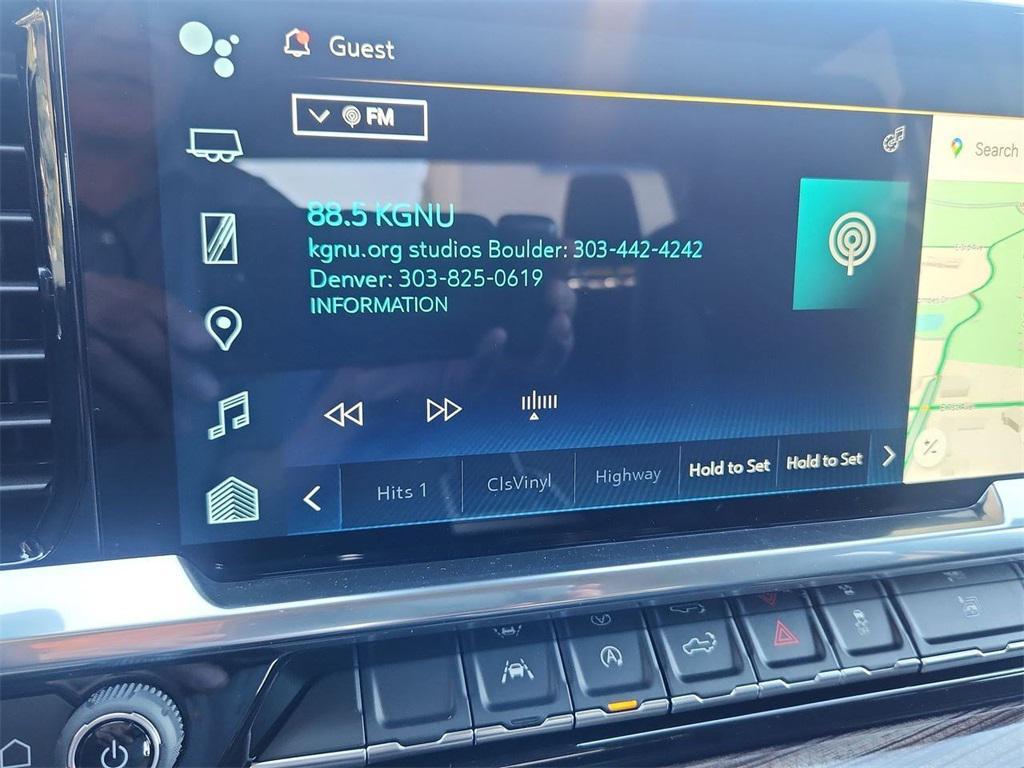 Guest
FM
Search
88.5 KGNU
kgnu.org studios Boulder: 303-442-4242
Denver: 303-825-0619
INFORMATION
Hits 1
ClsVinyl
Highway
Hold to Set
Hold to Set
A